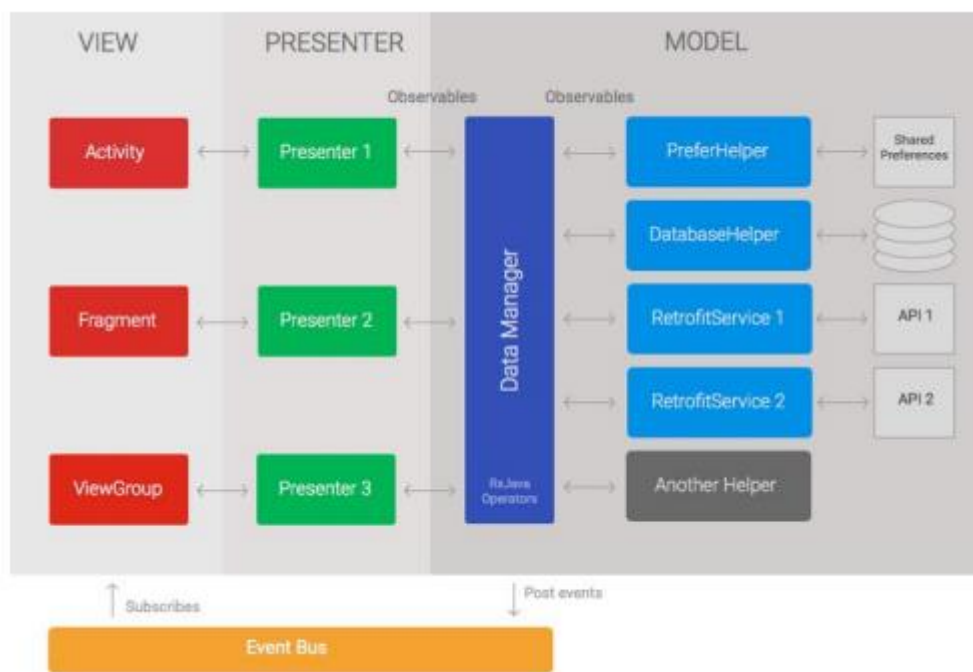 VIEW
PRESENTER
MODEL
Observables
Observables
Activity
Presenter 1
PreferHelper
Shared
Preferences
DatabaseHelper
Data Manager
Fragment
Presenter 2
RetrofitService 1
API 1
RetrofitService 2
API 2
ViewGroup
Presenter 3
RxJava
Operators
Another Helper
Subscribes
Post events
Event Bus